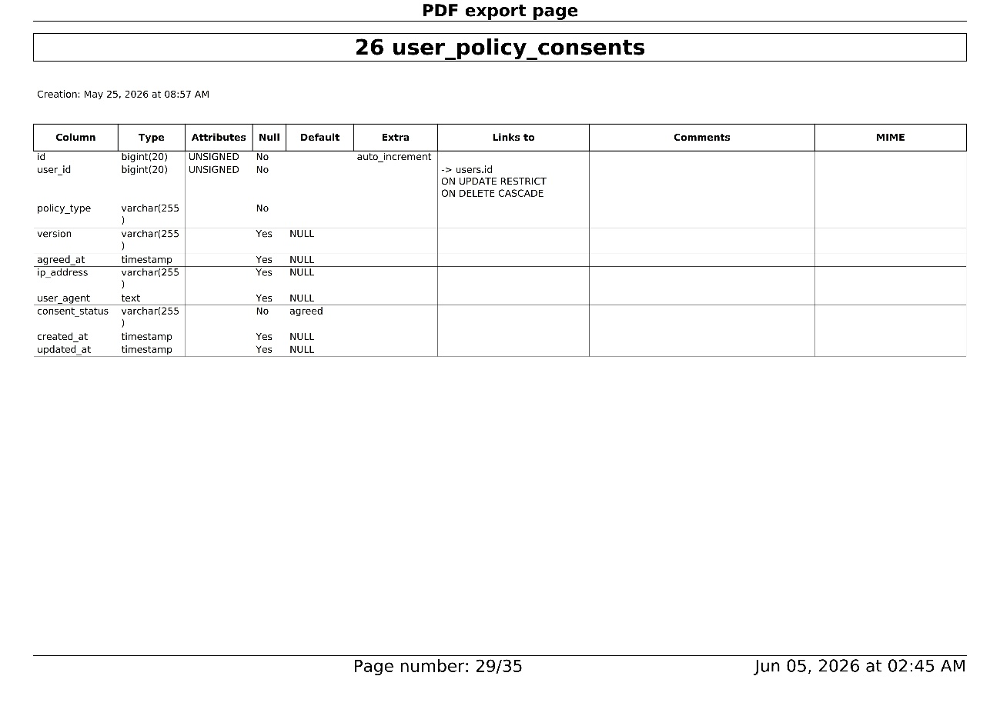 PDF export page
26 user_policy_consents
Creation: May 25, 2026 at 08:57 AM
Column Type Attributes Null Default Extra Links to Comments MIME
id bigint(20) UNSIGNED No auto_increment
user_id bigint(20) UNSIGNED No -> users.id
ON UPDATE RESTRICT
ON DELETE CASCADE
policy_type varchar(255 No
)
version varchar(255 Yes NULL
)
agreed_at timestamp Yes NULL
ip_address varchar(255 Yes NULL
)
user_agent text Yes NULL
consent_status varchar(255 No agreed
)
created_at timestamp Yes NULL
updated_at timestamp Yes NULL
Page number: 29/35 Jun 05, 2026 at 02:45 AM